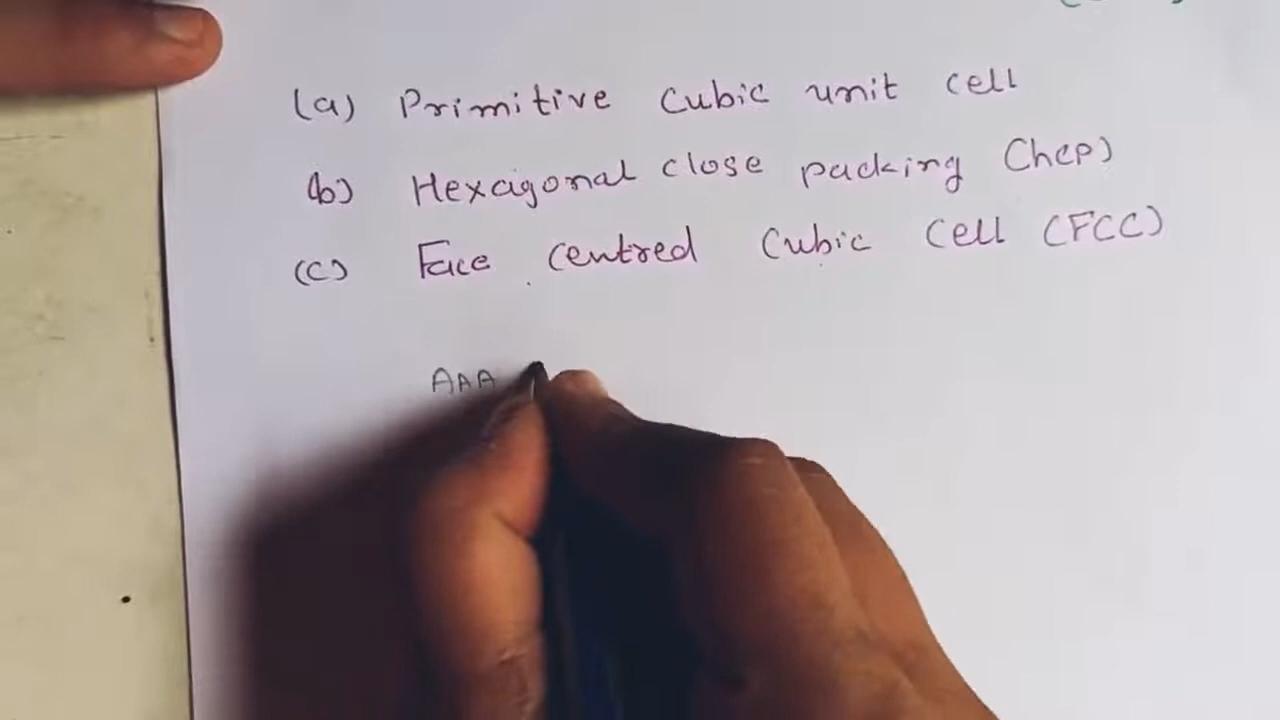 (a) Primitive cubic unit cell
(b) Hexagonal close packing (hcp)
(c) Face centred cubic cell (FCC)
AAA